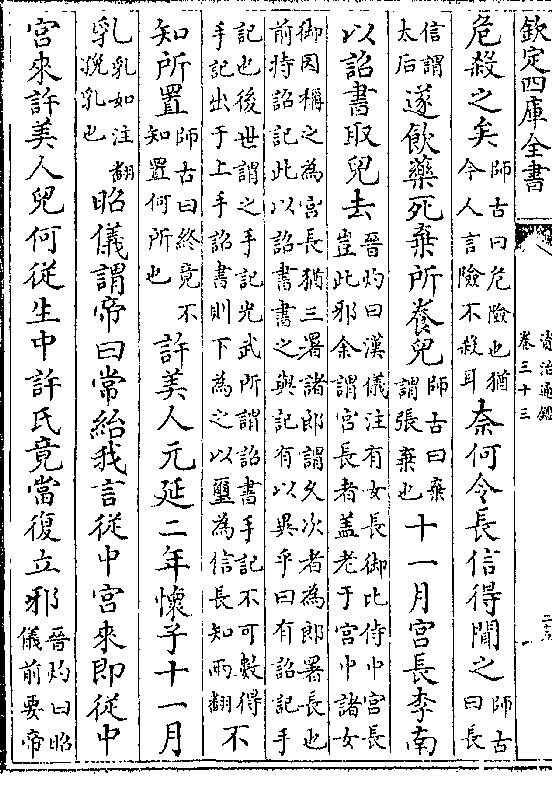 欽定四庫全書
資治通鑑
卷三十三
危殺之矣師古曰危險也猶今人言險不殺耳奈何令長信得聞之師古曰長
信謂太后遂飲藥死棄所養兒師古曰棄謂張棄也十一月宮長李南
以詔書取兒去晉灼曰漢儀注有女長御比侍中宮長豈此邪余謂宮長者蓋老于宮中諸女
御因稱之為宮長猶三署諸郎謂久次者為郎署長也前持詔記此以詔書書之與記有以異乎曰有詔記手
記也後世謂之手記光武所謂詔書手記不可數得手記出于上手詔書則下為之以璽為信長知兩翻不
知所置師古曰終竟不知置何所也許美人元延二年懷子十一月
乳乳如注翻娩乳也昭儀謂帝曰常紿我言從中宮來即從中
宮來許美人兒何從生中許氏竟當復立邪晉灼曰昭儀前要帝